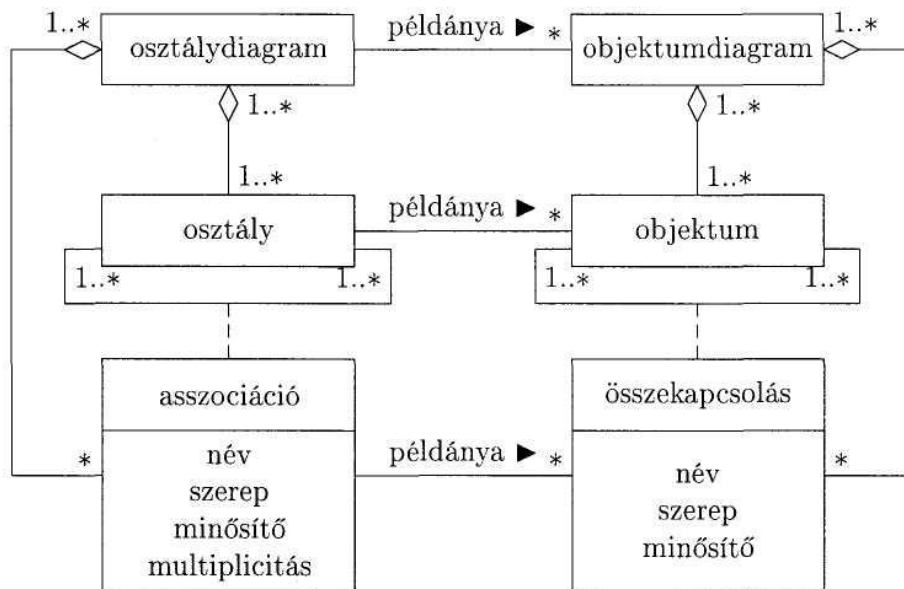 1..* példánya ► * 1..*
osztálydiagram objektumdiagram
1..* 1..*
1..* 1..*
példánya ► *
osztály objektum
1..* 1..* 1..* 1..*
asszociáció összekapcsolás
* példánya ► * *
név
szerep
minősítő
multiplicitás
név
szerep
minősítő